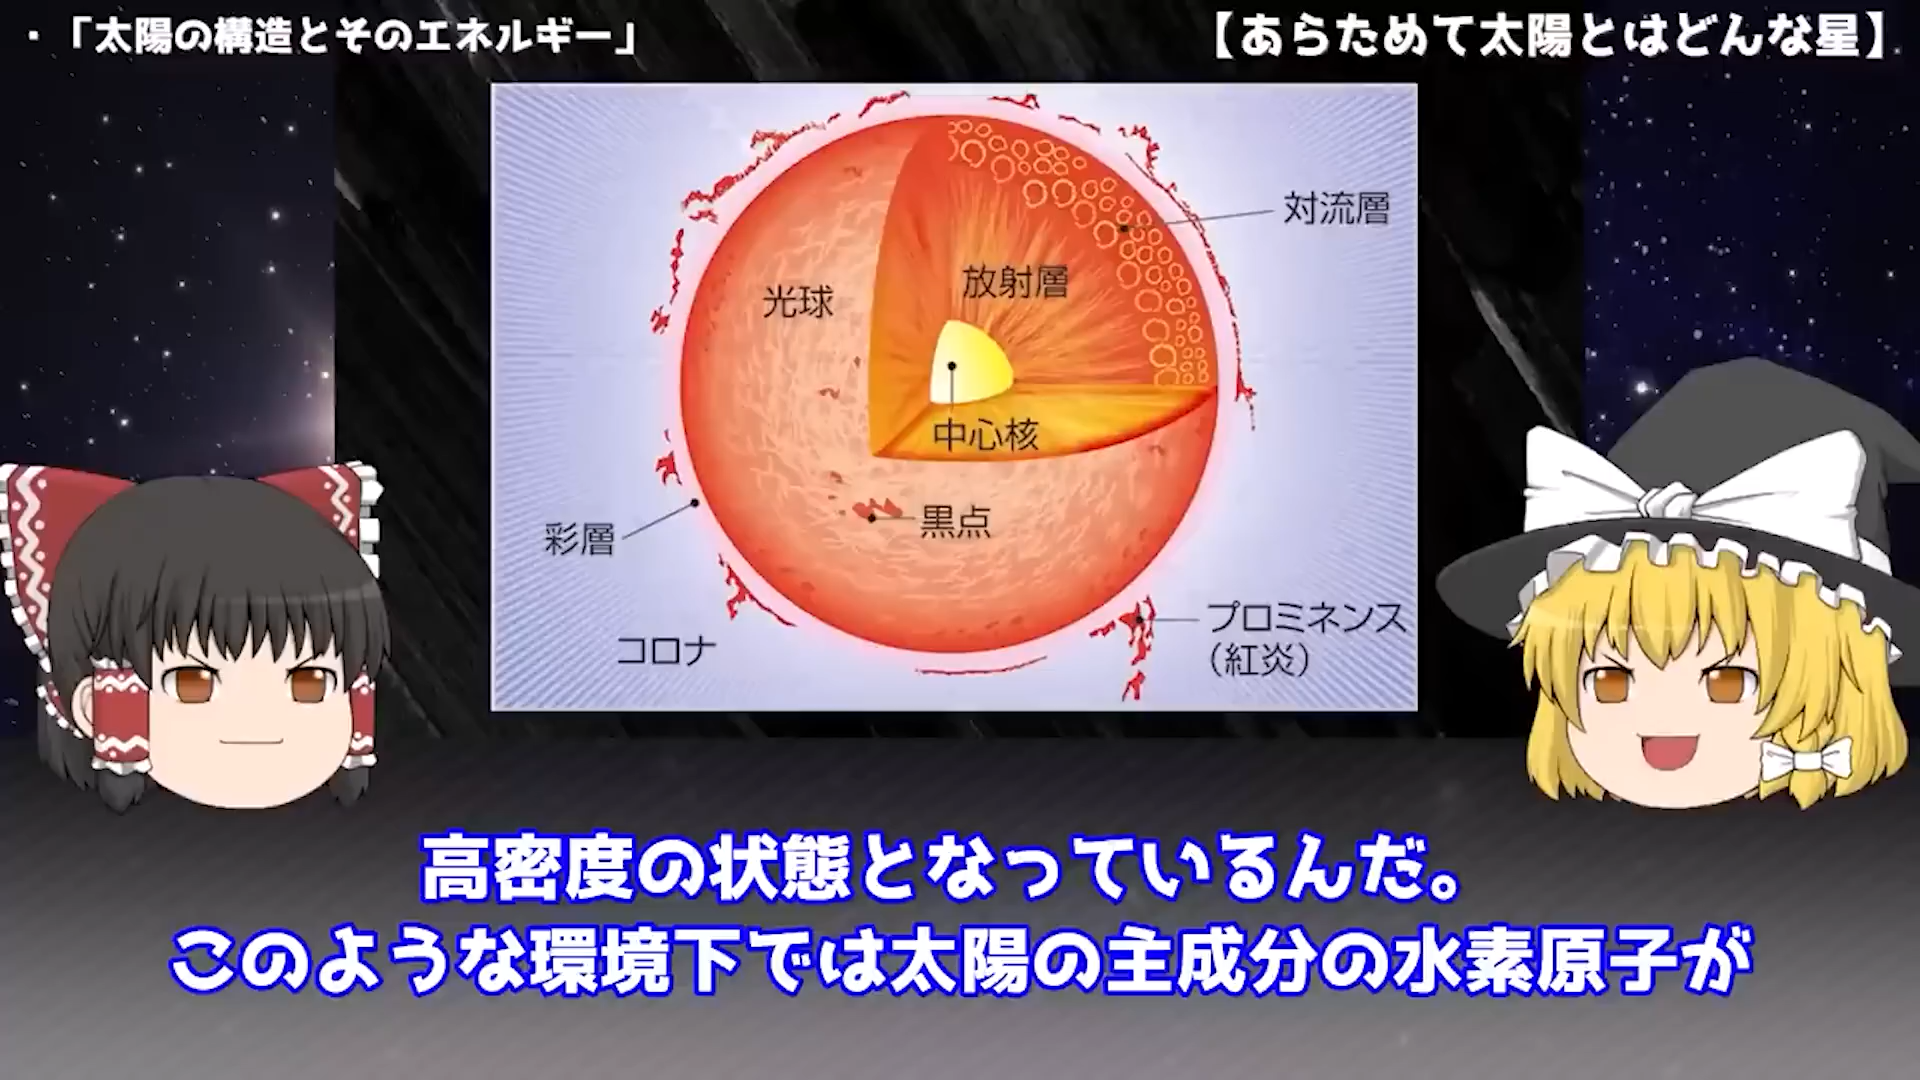 ・「太陽の構造とそのエネルギー」
【あらためて太陽とはどんな星】
対流層
放射層
光球
中心核
黒点
彩層
プロミネンス
(紅炎)
コロナ
高密度の状態となっているんだ。
このような環境下では太陽の主成分の水素原子が